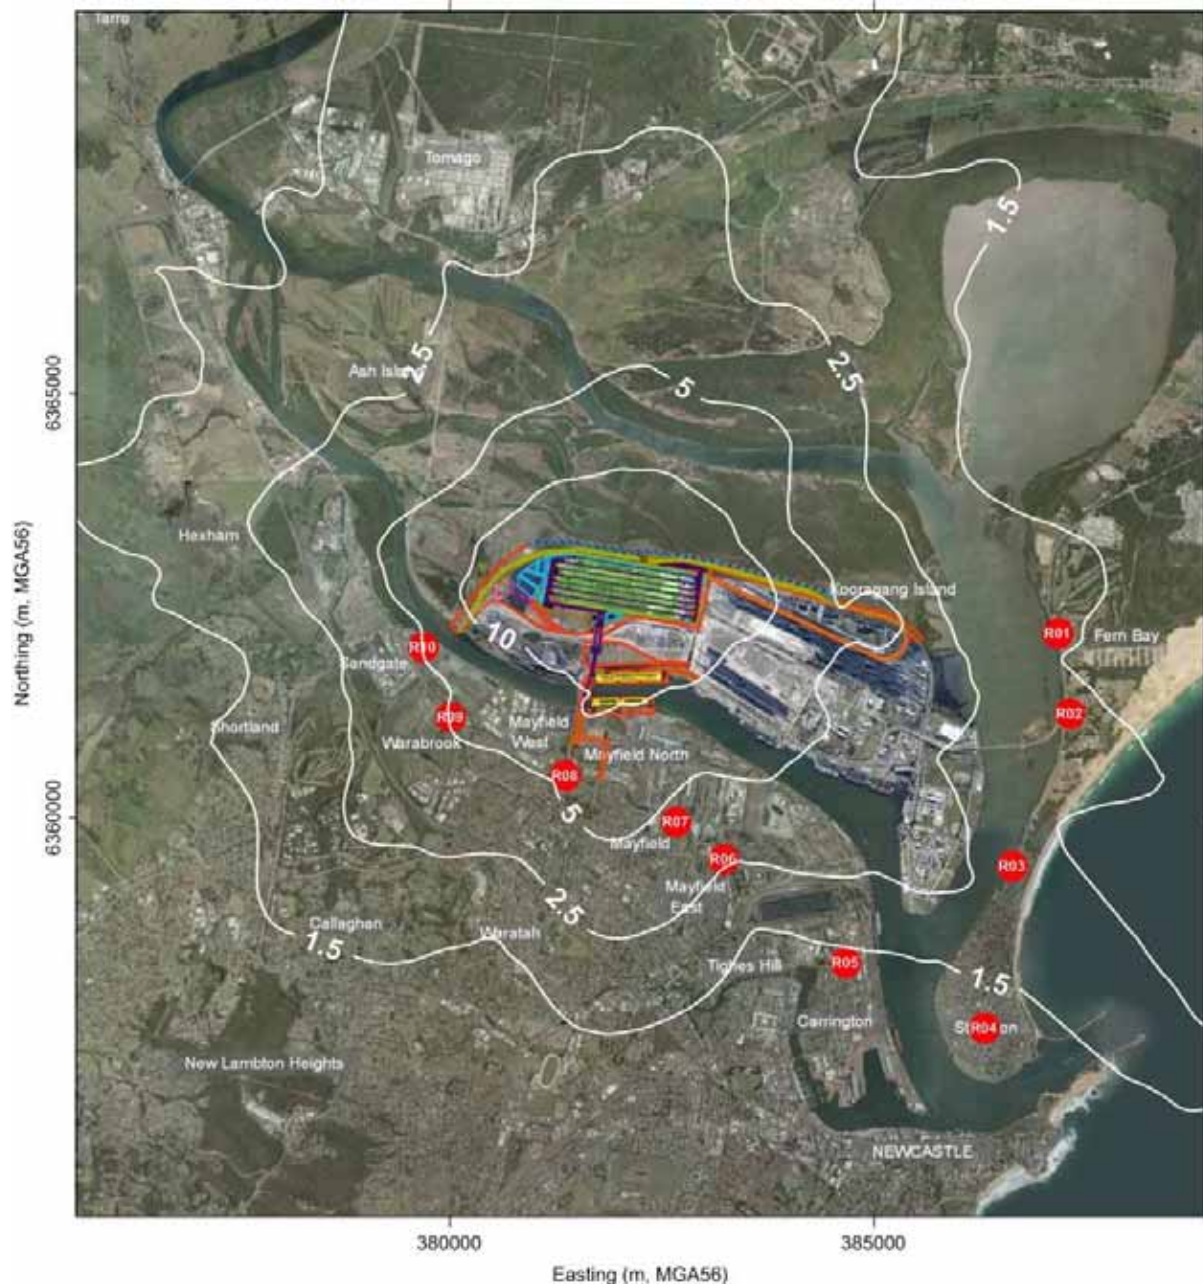 Tarro
Tomago
1.5
2.5
2.5
Ash Island
5
6365000
Hexham
Kooragang Island
10
R01
Fern Bay
R10
Sandgate
Northing (m, MGA56)
R02
R09
Shortland
Mayfield
West
Warabrook
Mayfield North
R08
5
R07
Mayfield
6360000
R06
R03
Mayfield
East
2.5
Callaghan
Waratah
1.5
R05
Tighes Hill
1.5
Carrington
R04
New Lambton Heights
NEWCASTLE
380000
385000
Easting (m, MGA56)